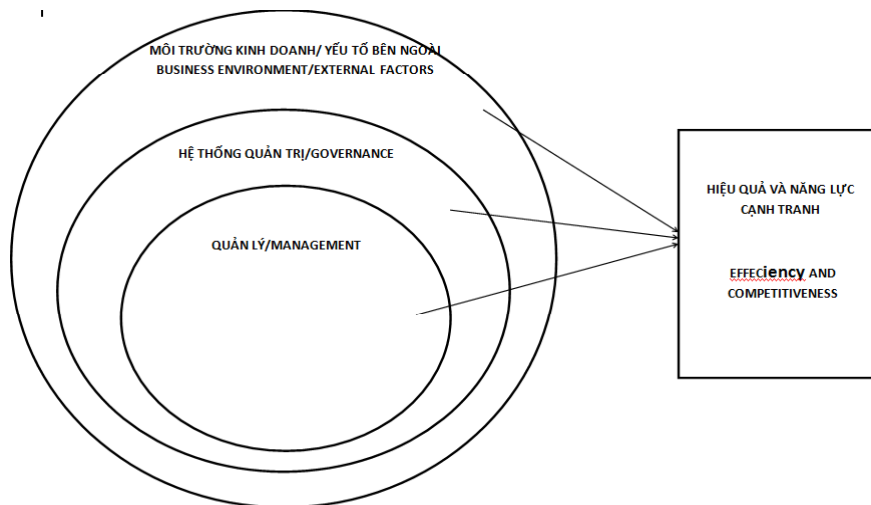 MÔI TRƯỜNG KINH DOANH/ YẾU TỐ BÊN NGOÀI
BUSINESS ENVIRONMENT/EXTERNAL FACTORS
HỆ THỐNG QUẢN TRỊ/GOVERNANCE
QUẢN LÝ/MANAGEMENT
HIỆU QUẢ VÀ NĂNG LỰC
CẠNH TRANH
EFFECiency AND
COMPETITIVENESS